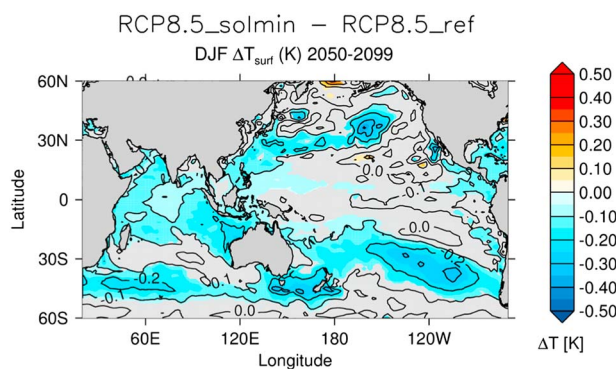 RCP8.5_solmin − RCP8.5_ref
DJF ΔTsurf (K) 2050-2099
60N
30N
0
30S
60S
Latitude
60E
120E
180
120W
Longitude
0.0
0.0
0.2
0.1
0.0
0.50
0.40
0.30
0.20
0.10
0.00
-0.10
-0.20
-0.30
-0.40
-0.50
ΔT [K]